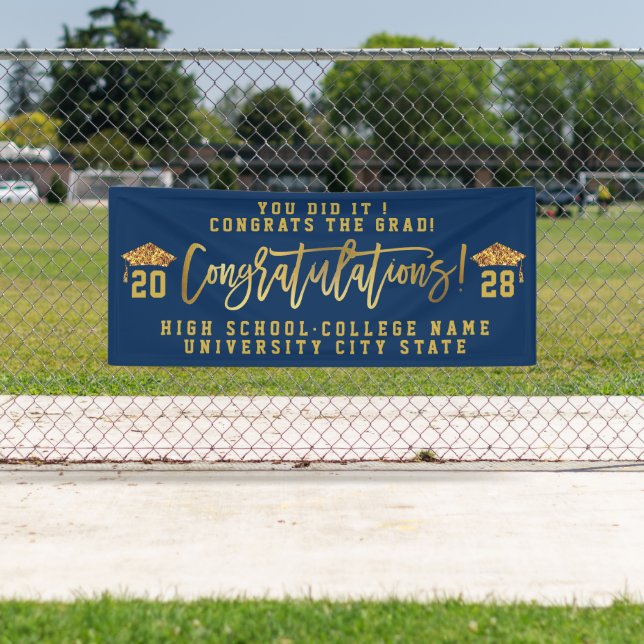 YOU DID IT !
CONGRATS THE GRAD!
20 Congratulations! 28
HIGH SCHOOL·COLLEGE NAME
UNIVERSITY CITY STATE